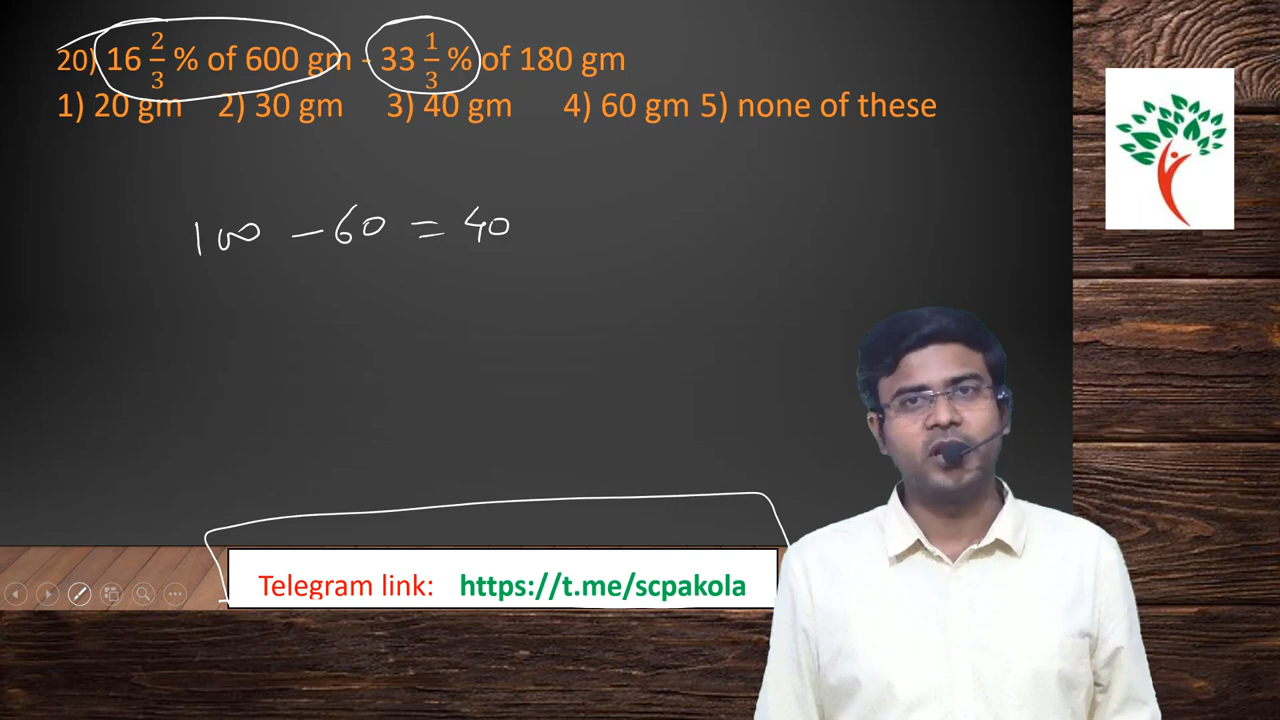 20) 16 2/3 % of 600 gm - 33 1/3 % of 180 gm
1) 20 gm 2) 30 gm 3) 40 gm 4) 60 gm 5) none of these
100 - 60 = 40
Telegram link: https://t.me/scpakola